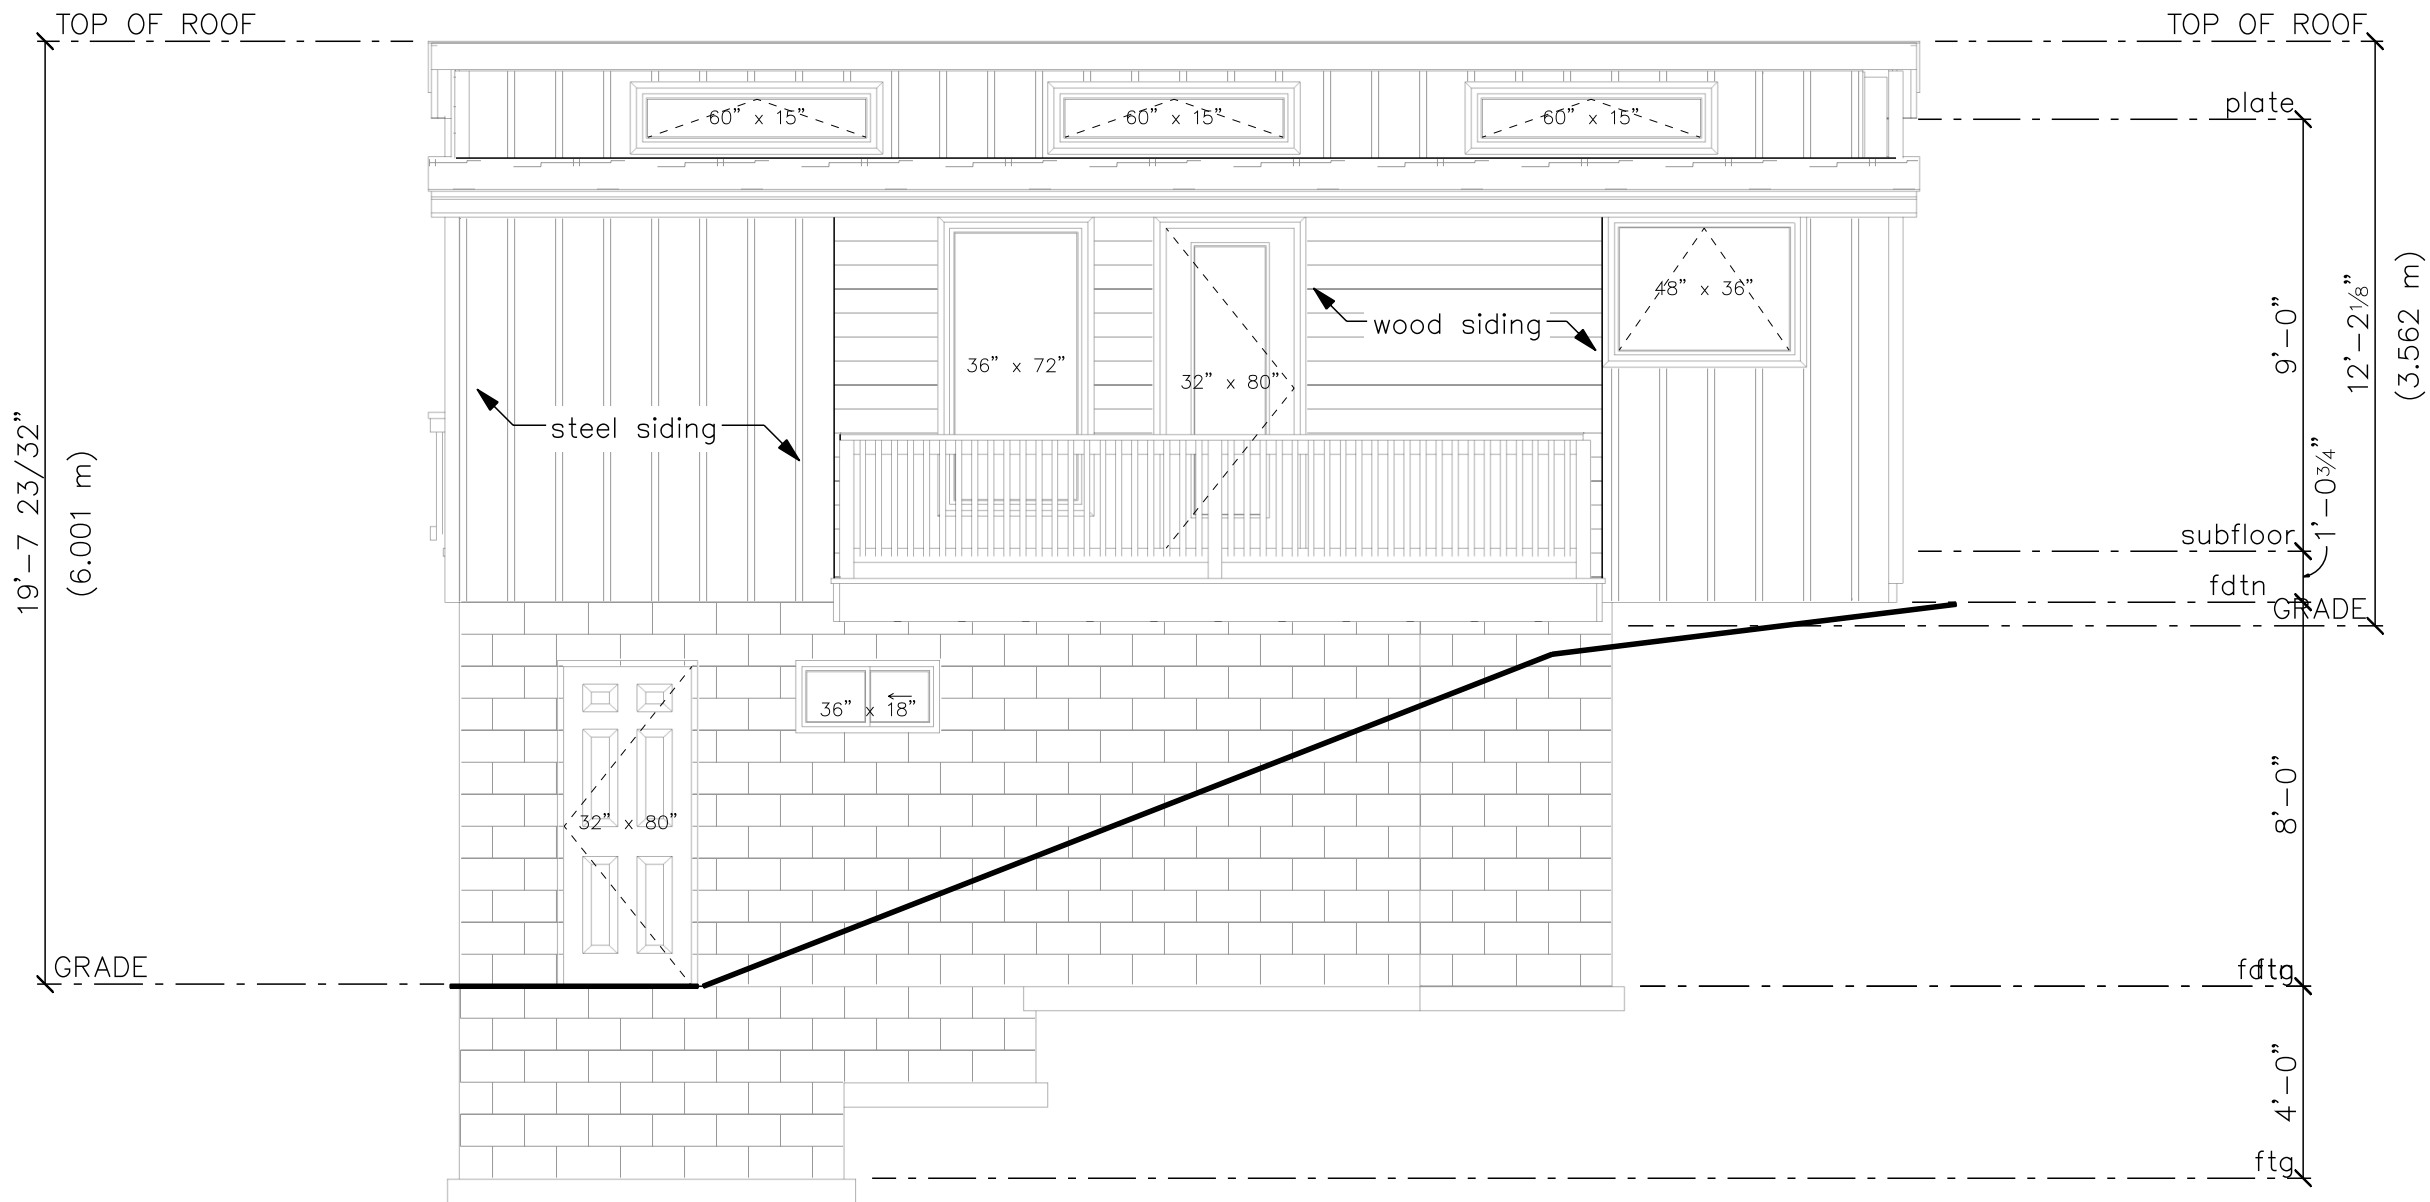 TOP OF ROOF
TOP OF ROOF
plate
60” x 15”
60” x 15”
60” x 15”
48” x 36”
wood siding
36” x 72”
32” x 80”
steel siding
9’-0”
12’-2 1/8”
(3.562 m)
19’-7 23/32”
(6.001 m)
1’-0 3/4”
subfloor
fdtn
GRADE
36” x 18”
32” x 80”
8’-0”
GRADE
fdtn
ftg
4’-0”
ftg